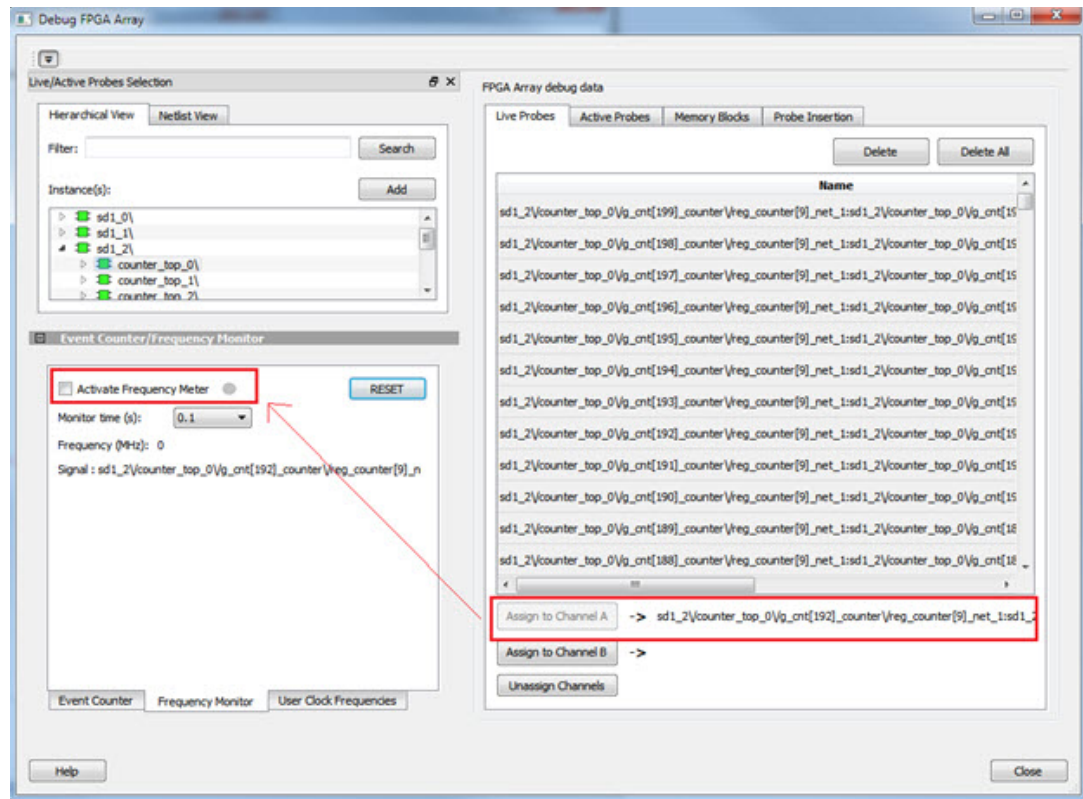 Debug FPGA Array
Live/Active Probes Selection
Hierarchical View
Netlist View
Filter:
Search
Instance(s):
Add
sd1_0\
sd1_1\
sd1_2\
counter_top_0\
counter_top_1\
counter_top_2\
Event Counter/Frequency Monitor
Activate Frequency Meter
RESET
Monitor time (s):
0.1
Frequency (MHz): 0
Signal : sd1_2\/counter_top_0\/g_cnt[192]_counter\/reg_counter[9]_n
Event Counter
Frequency Monitor
User Clock Frequencies
FPGA Array debug data
Live Probes
Active Probes
Memory Blocks
Probe Insertion
Delete
Delete All
Name
sd1_2\/counter_top_0\/g_cnt[199]_counter\/reg_counter[9]_net_1:sd1_2\/counter_top_0\/g_cnt[19
sd1_2\/counter_top_0\/g_cnt[198]_counter\/reg_counter[9]_net_1:sd1_2\/counter_top_0\/g_cnt[19
sd1_2\/counter_top_0\/g_cnt[197]_counter\/reg_counter[9]_net_1:sd1_2\/counter_top_0\/g_cnt[19
sd1_2\/counter_top_0\/g_cnt[196]_counter\/reg_counter[9]_net_1:sd1_2\/counter_top_0\/g_cnt[19
sd1_2\/counter_top_0\/g_cnt[195]_counter\/reg_counter[9]_net_1:sd1_2\/counter_top_0\/g_cnt[19
sd1_2\/counter_top_0\/g_cnt[194]_counter\/reg_counter[9]_net_1:sd1_2\/counter_top_0\/g_cnt[19
sd1_2\/counter_top_0\/g_cnt[193]_counter\/reg_counter[9]_net_1:sd1_2\/counter_top_0\/g_cnt[19
sd1_2\/counter_top_0\/g_cnt[192]_counter\/reg_counter[9]_net_1:sd1_2\/counter_top_0\/g_cnt[19
sd1_2\/counter_top_0\/g_cnt[191]_counter\/reg_counter[9]_net_1:sd1_2\/counter_top_0\/g_cnt[19
sd1_2\/counter_top_0\/g_cnt[190]_counter\/reg_counter[9]_net_1:sd1_2\/counter_top_0\/g_cnt[19
sd1_2\/counter_top_0\/g_cnt[189]_counter\/reg_counter[9]_net_1:sd1_2\/counter_top_0\/g_cnt[18
sd1_2\/counter_top_0\/g_cnt[188]_counter\/reg_counter[9]_net_1:sd1_2\/counter_top_0\/g_cnt[18
Assign to Channel A -> sd1_2\/counter_top_0\/g_cnt[192]_counter\/reg_counter[9]_net_1:sd1_2
Assign to Channel B ->
Unassign Channels
Help
Close